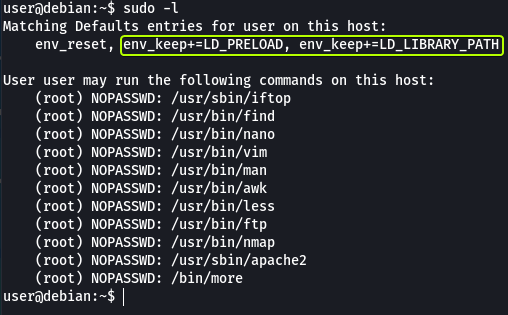 user@debian:~$ sudo -l
Matching Defaults entries for user on this host:
env_reset, env_keep+=LD_PRELOAD, env_keep+=LD_LIBRARY_PATH
User user may run the following commands on this host:
(root) NOPASSWD: /usr/sbin/iftop
(root) NOPASSWD: /usr/bin/find
(root) NOPASSWD: /usr/bin/nano
(root) NOPASSWD: /usr/bin/vim
(root) NOPASSWD: /usr/bin/man
(root) NOPASSWD: /usr/bin/awk
(root) NOPASSWD: /usr/bin/less
(root) NOPASSWD: /usr/bin/ftp
(root) NOPASSWD: /usr/bin/nmap
(root) NOPASSWD: /usr/sbin/apache2
(root) NOPASSWD: /bin/more
user@debian:~$